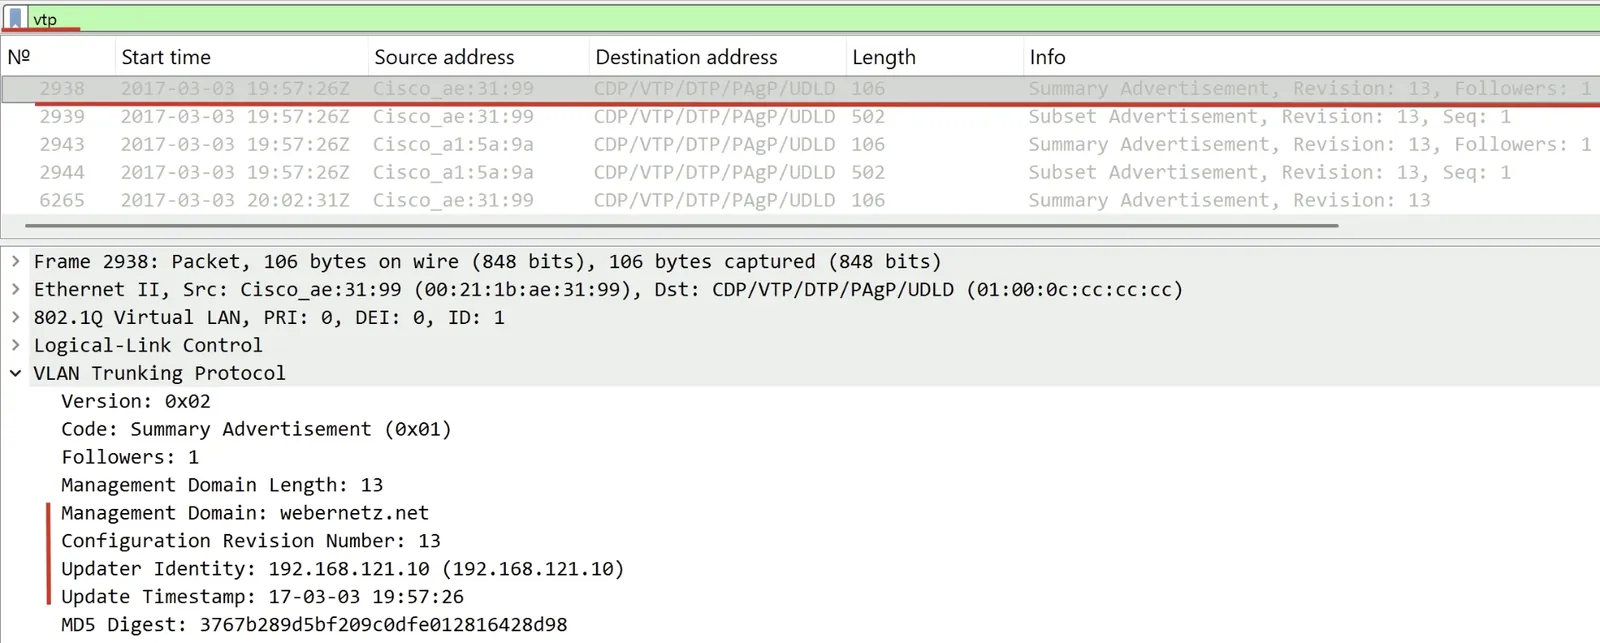 vtp
№ Start time Source address Destination address Length Info
2938 2017-03-03 19:57:26Z Cisco_ae:31:99 CDP/VTP/DTP/PAgP/UDLD 106 Summary Advertisement, Revision: 13, Followers: 1
2939 2017-03-03 19:57:26Z Cisco_ae:31:99 CDP/VTP/DTP/PAgP/UDLD 502 Subset Advertisement, Revision: 13, Seq: 1
2943 2017-03-03 19:57:26Z Cisco_a1:5a:9a CDP/VTP/DTP/PAgP/UDLD 106 Summary Advertisement, Revision: 13, Followers: 1
2944 2017-03-03 19:57:26Z Cisco_a1:5a:9a CDP/VTP/DTP/PAgP/UDLD 502 Subset Advertisement, Revision: 13, Seq: 1
6265 2017-03-03 20:02:31Z Cisco_ae:31:99 CDP/VTP/DTP/PAgP/UDLD 106 Summary Advertisement, Revision: 13
Frame 2938: Packet, 106 bytes on wire (848 bits), 106 bytes captured (848 bits)
Ethernet II, Src: Cisco_ae:31:99 (00:21:1b:ae:31:99), Dst: CDP/VTP/DTP/PAgP/UDLD (01:00:0c:cc:cc:cc)
802.1Q Virtual LAN, PRI: 0, DEI: 0, ID: 1
Logical-Link Control
VLAN Trunking Protocol
Version: 0x02
Code: Summary Advertisement (0x01)
Followers: 1
Management Domain Length: 13
Management Domain: webernetz.net
Configuration Revision Number: 13
Updater Identity: 192.168.121.10 (192.168.121.10)
Update Timestamp: 17-03-03 19:57:26
MD5 Digest: 3767b289d5bf209c0dfe012816428d98